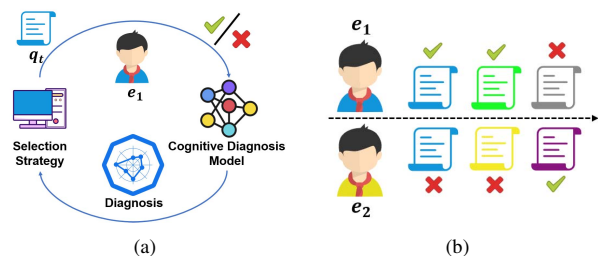 q_t
e_1
Selection
Strategy
Cognitive Diagnosis
Model
Diagnosis
(a)
e_1
e_2
(b)